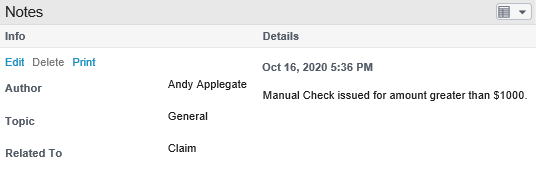 Notes
Info Details
Edit Delete Print
Oct 16, 2020 5:36 PM
Author Andy Applegate
Manual Check issued for amount greater than $1000.
Topic General
Related To Claim